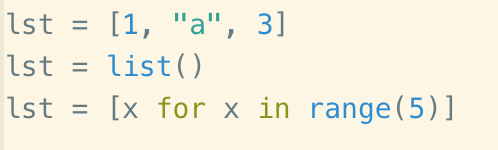 lst = [1, "a", 3]
lst = list()
lst = [x for x in range(5)]